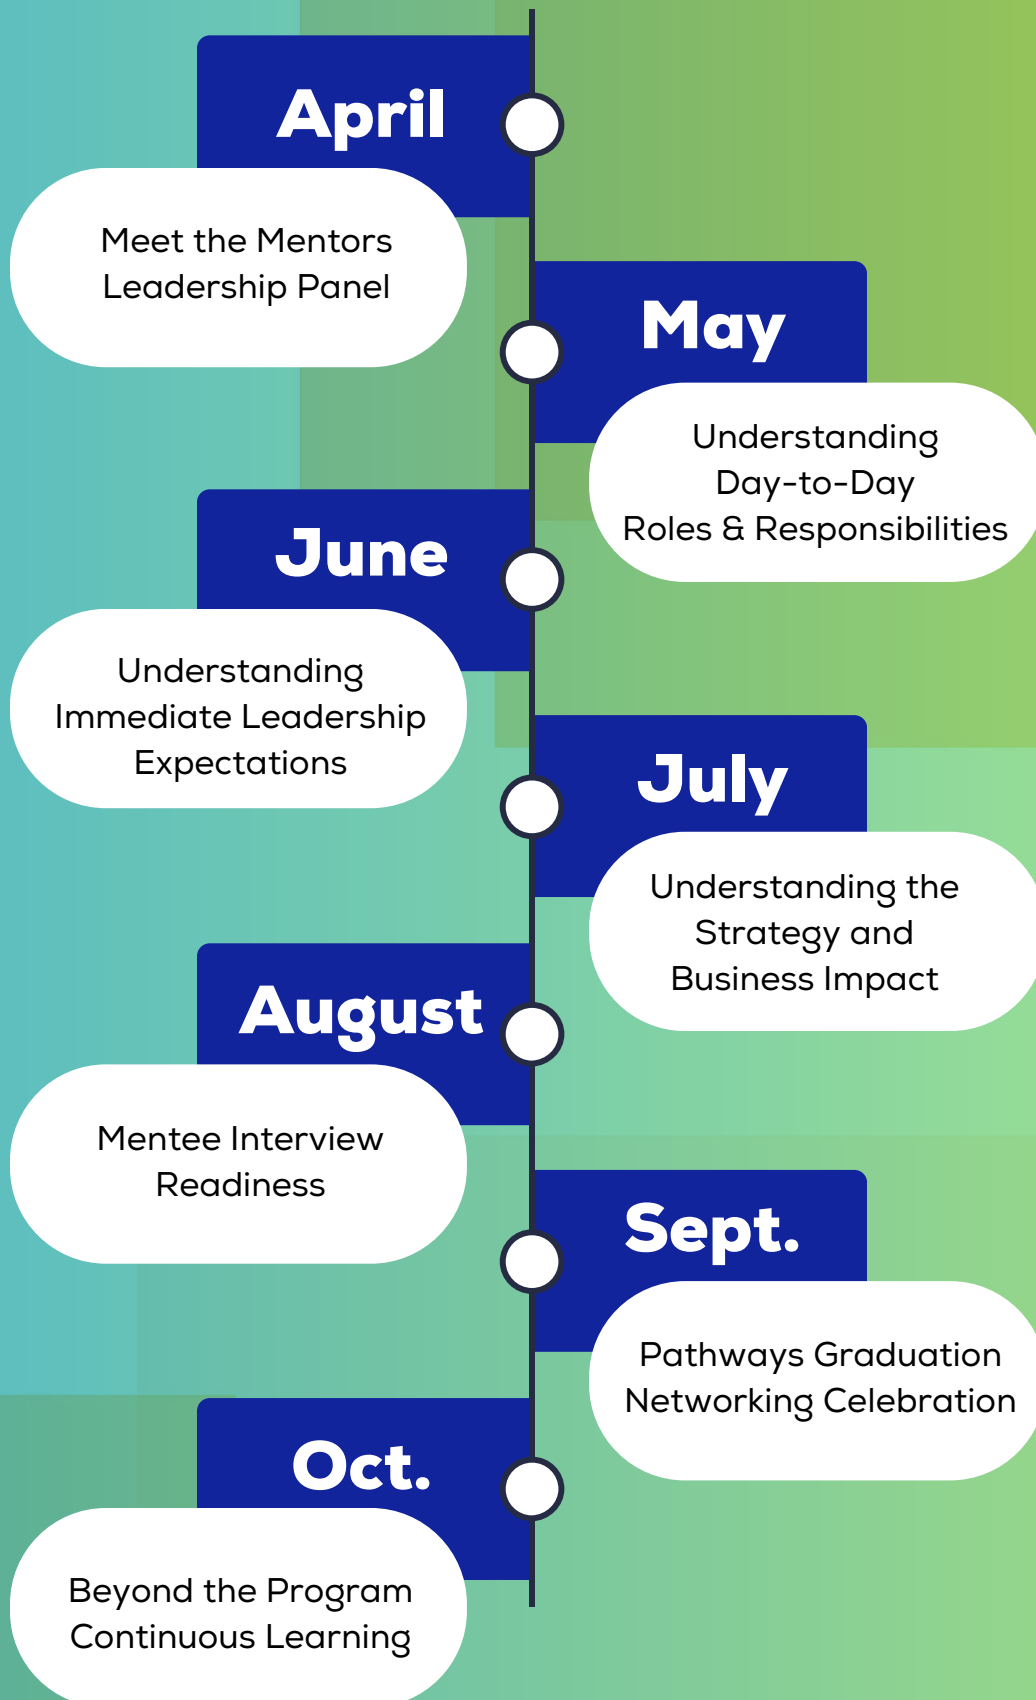 April
Meet the Mentors
Leadership Panel
May
Understanding
Day-to-Day
Roles & Responsibilities
June
Understanding
Immediate Leadership
Expectations
July
Understanding the
Strategy and
Business Impact
August
Mentee Interview
Readiness
Sept.
Pathways Graduation
Networking Celebration
Oct.
Beyond the Program
Continuous Learning